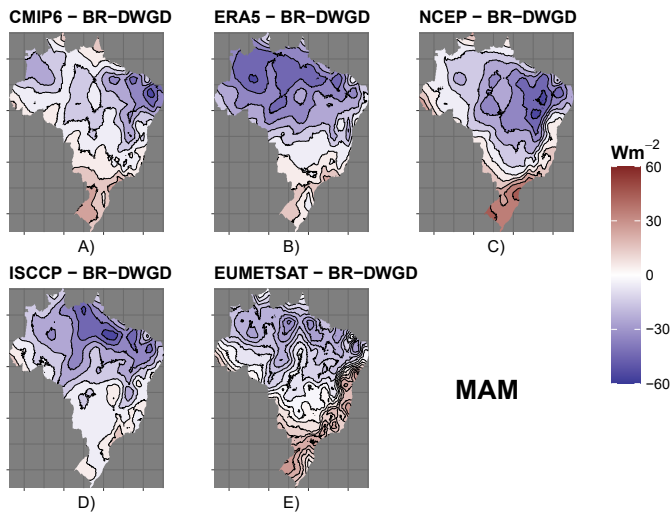 CMIP6 − BR−DWGD
ERA5 − BR−DWGD
NCEP − BR−DWGD
Wm−2
60
30
0
−30
−60
A)
B)
C)
ISCCP − BR−DWGD
EUMETSAT − BR−DWGD
MAM
D)
E)